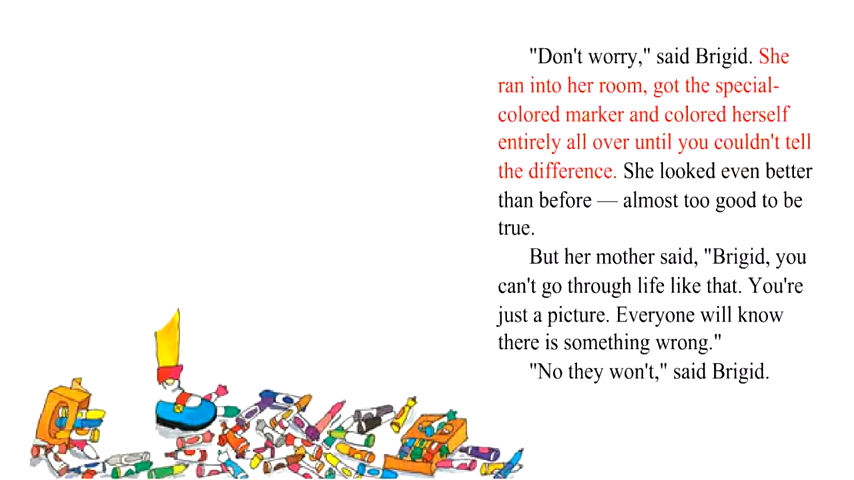 "Don't worry," said Brigid. She
ran into her room, got the special-
colored marker and colored herself
entirely all over until you couldn't tell
the difference. She looked even better
than before — almost too good to be
true.
But her mother said, "Brigid, you
can't go through life like that. You're
just a picture. Everyone will know
there is something wrong."
"No they won't," said Brigid.